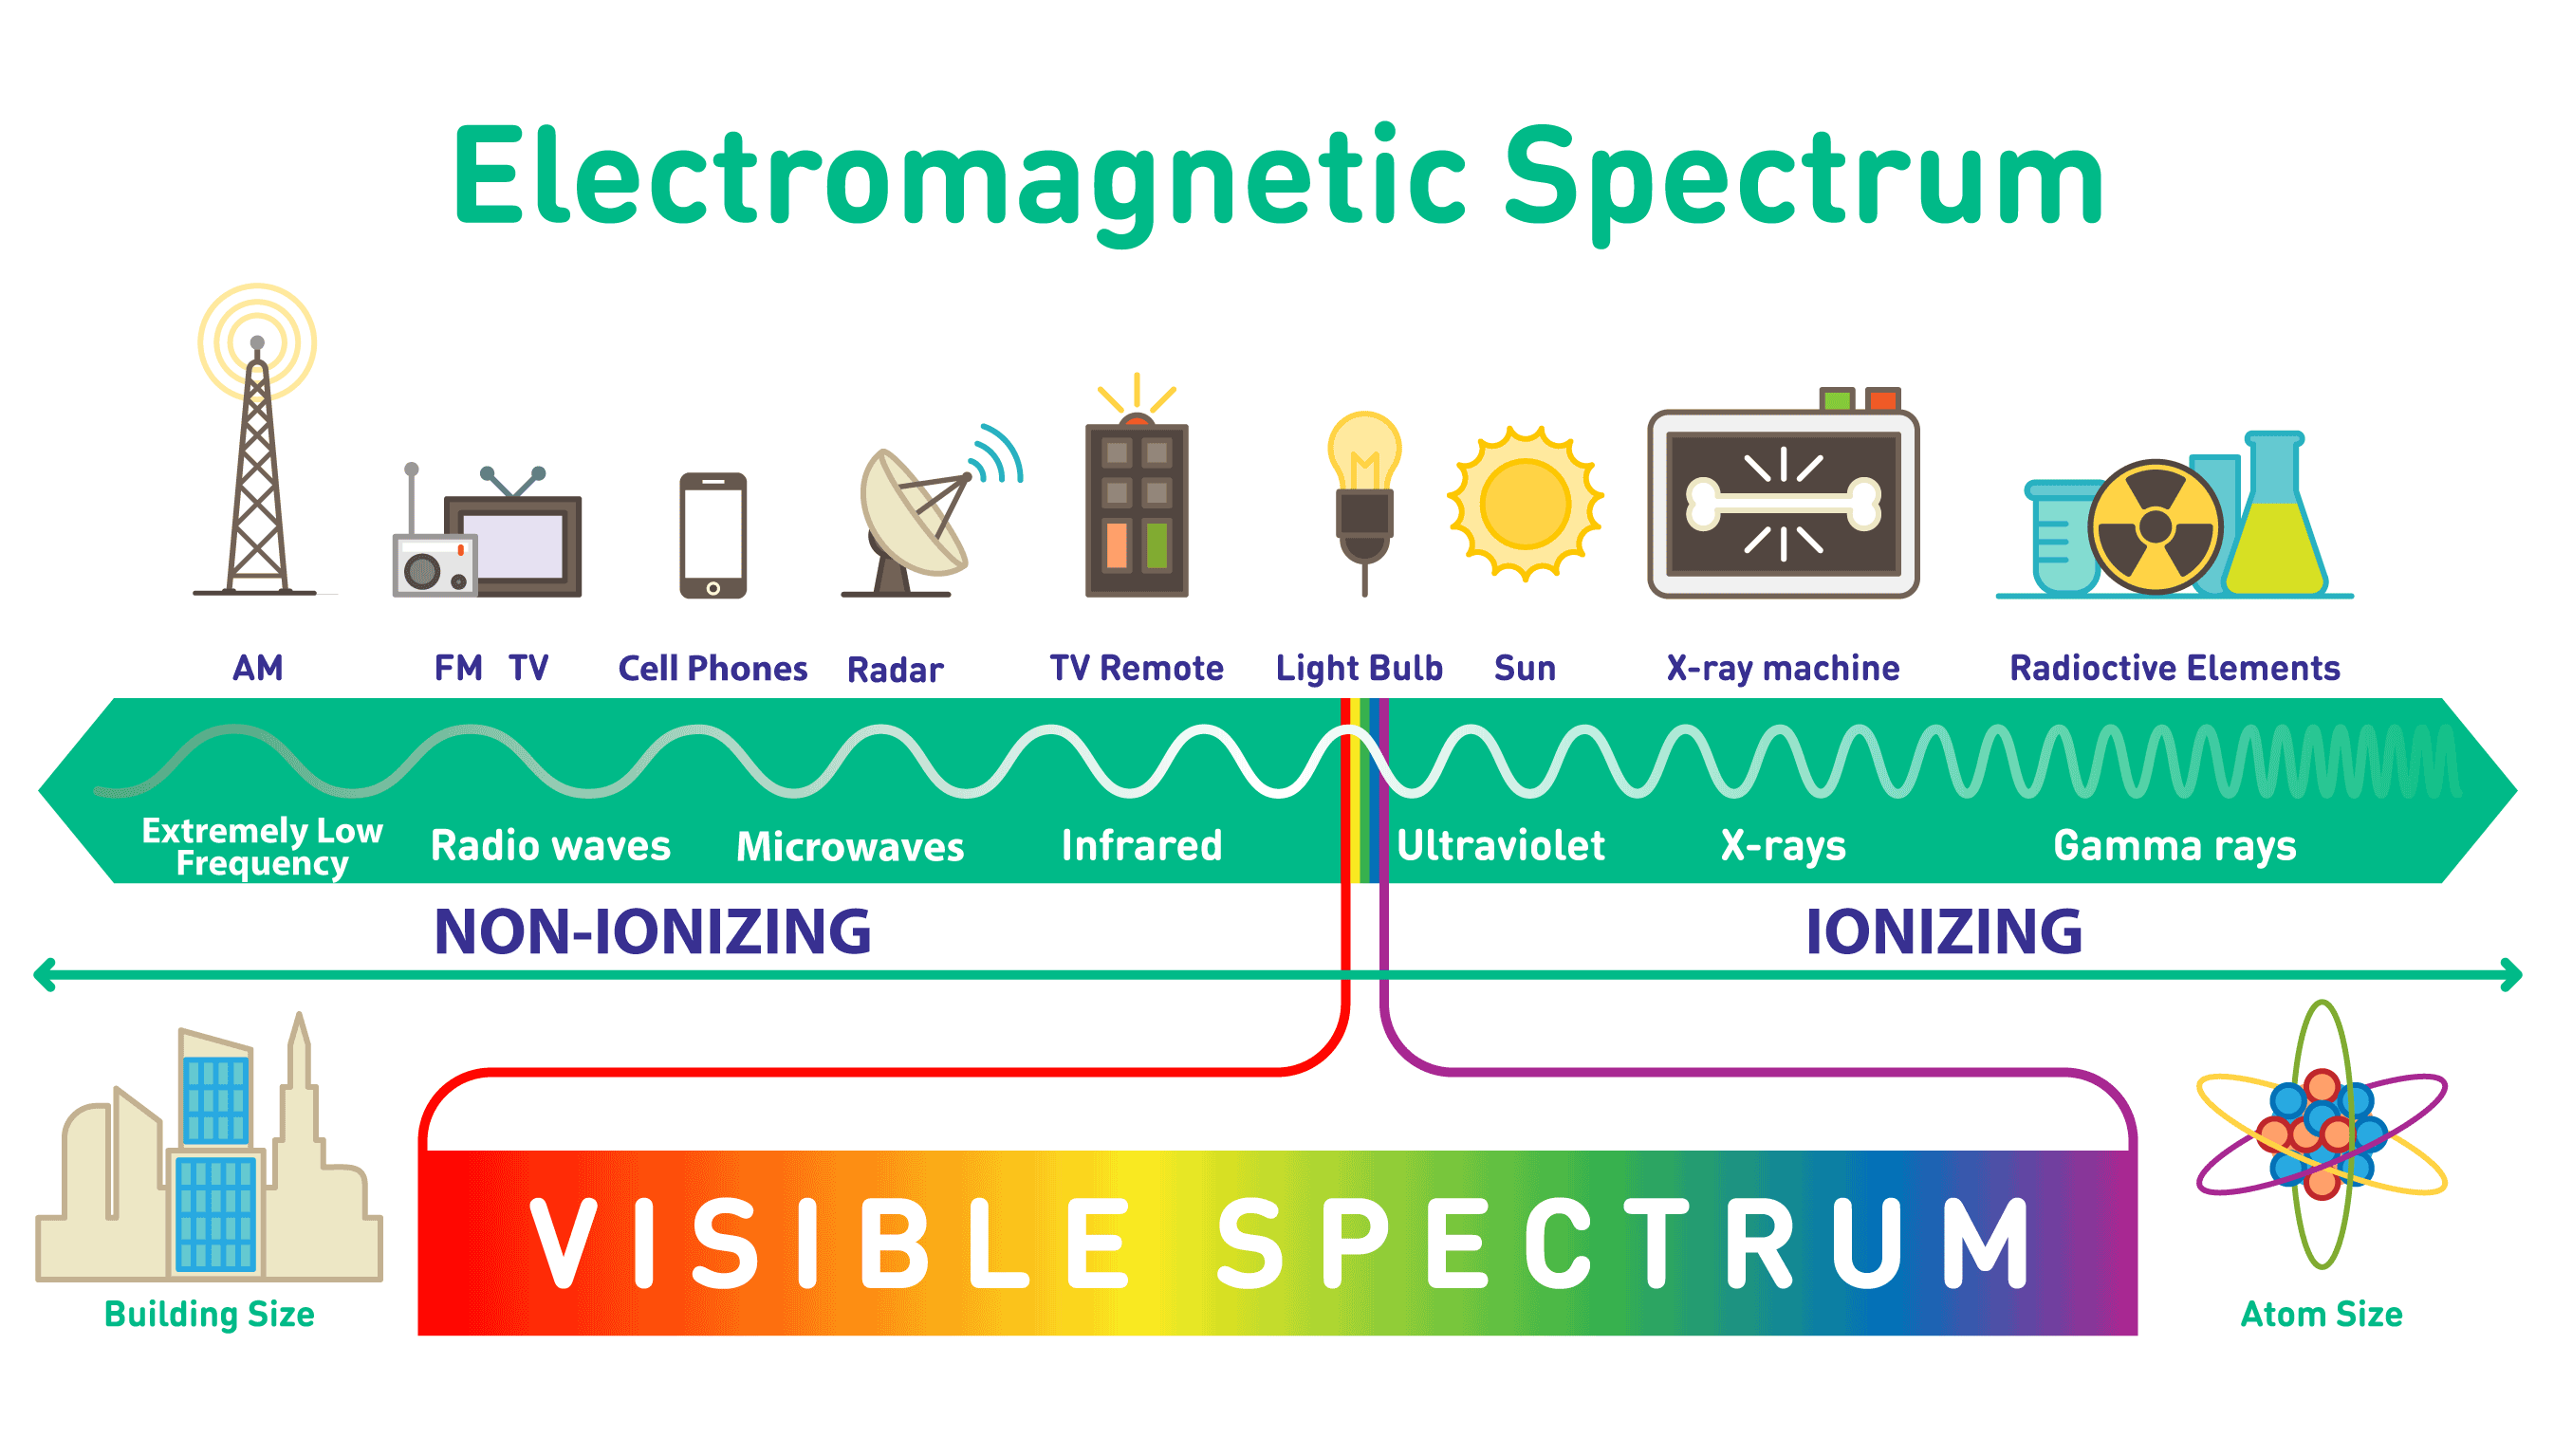 Electromagnetic Spectrum
AM
FM TV
Cell Phones
Radar
TV Remote
Light Bulb
Sun
X-ray machine
Radioctive Elements
Extremely Low
Frequency
Radio waves
Microwaves
Infrared
Ultraviolet
X-rays
Gamma rays
NON-IONIZING
IONIZING
VISIBLE SPECTRUM
Building Size
Atom Size